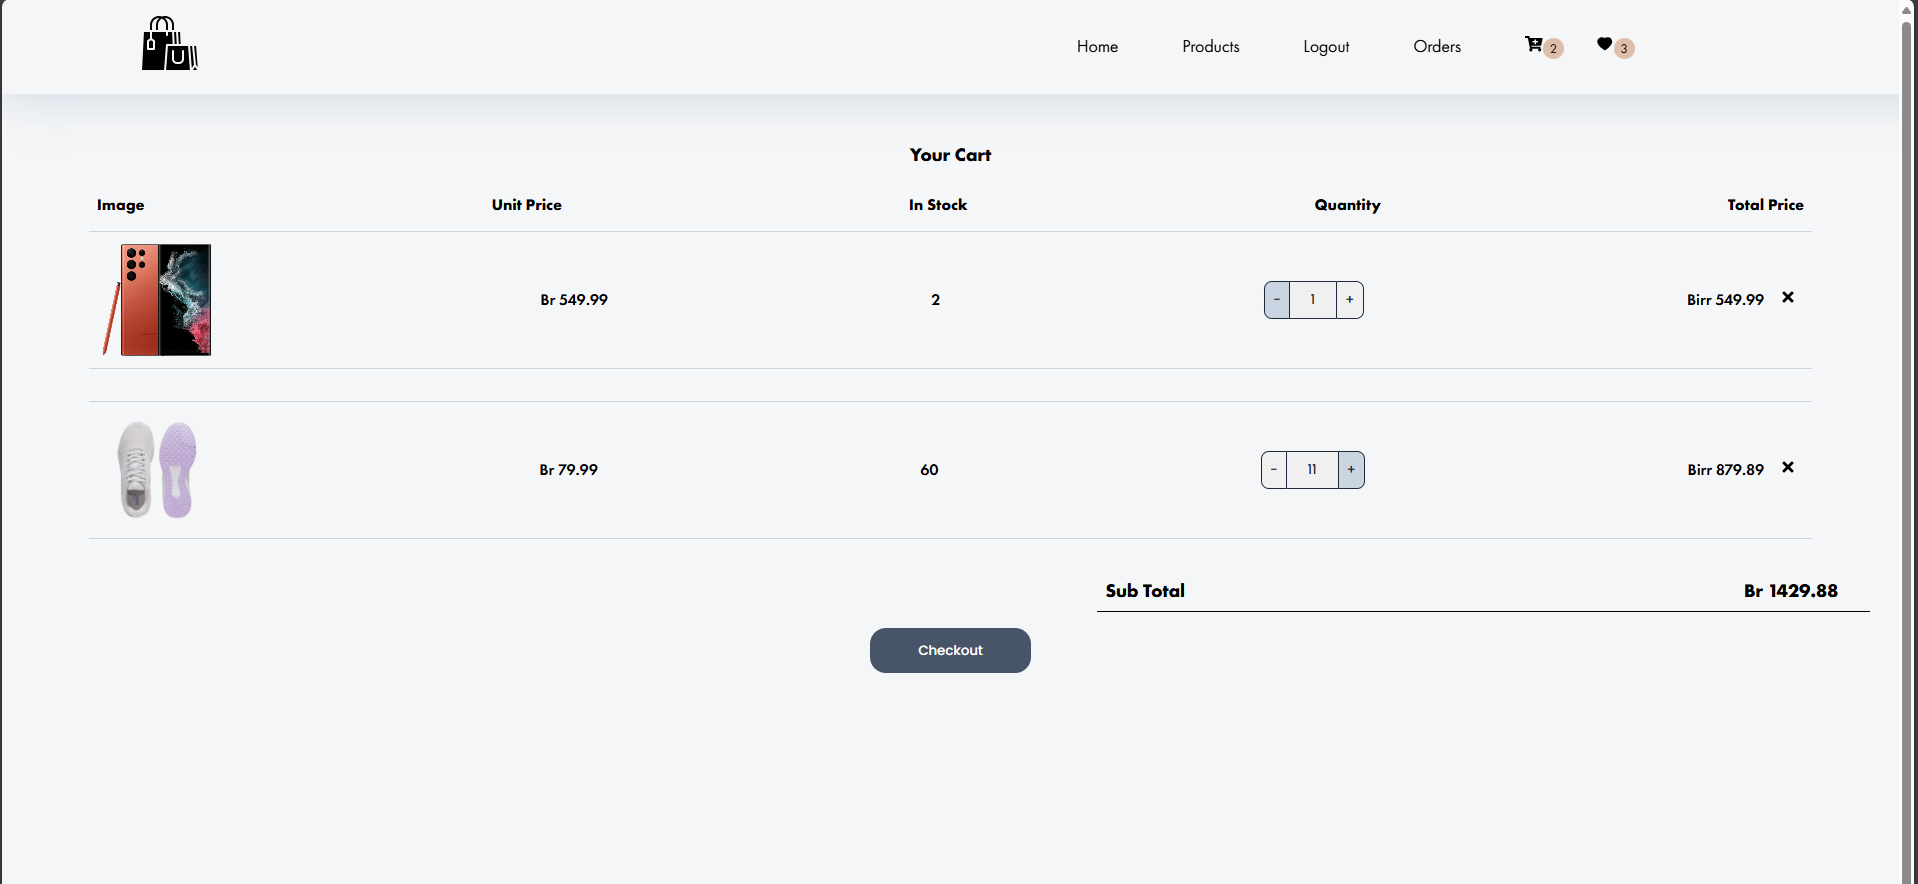 Home Products Logout Orders 2 3
Your Cart
Image Unit Price In Stock Quantity Total Price
Br 549.99 2 - 1 + Birr 549.99
Br 79.99 60 - 11 + Birr 879.89
Sub Total Br 1429.88
Checkout